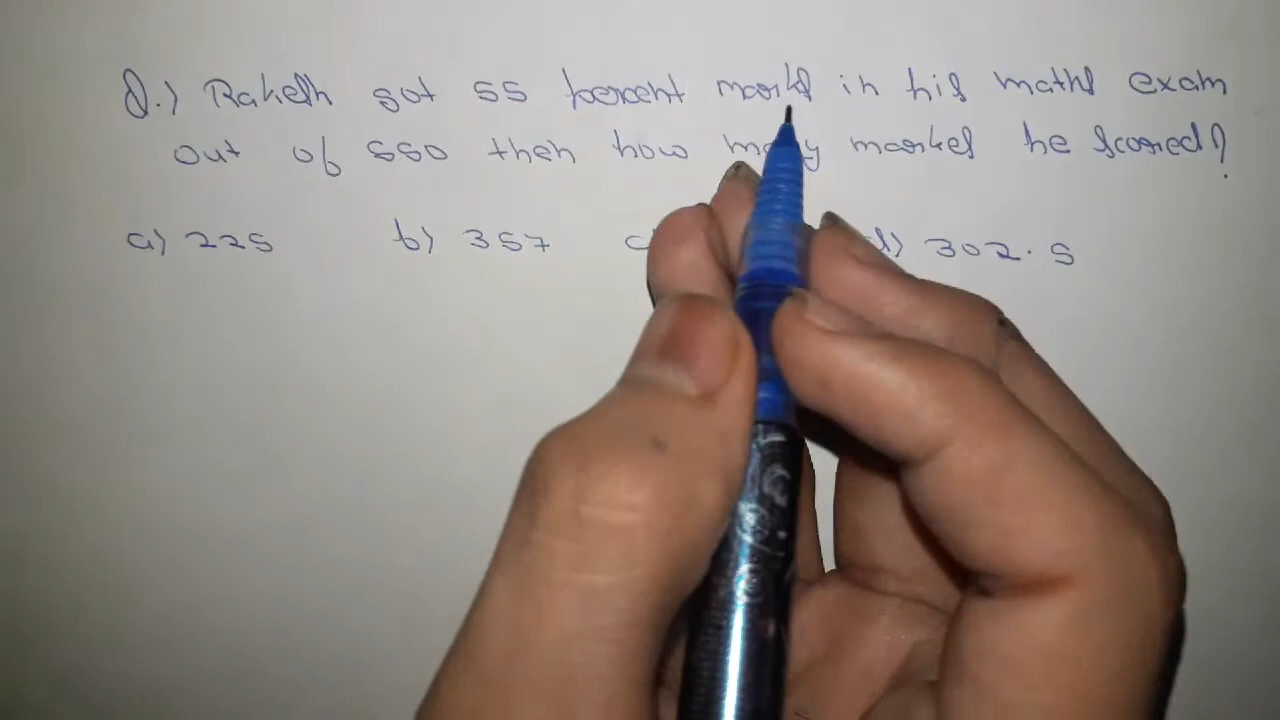 Q.) Rakesh got 55 percent marks in his maths exam
out of 550 then how many marks he scored?
a) 225 b) 357 c) d) 302.5